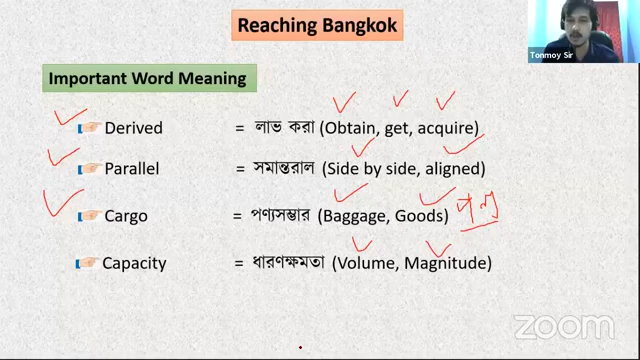 Reaching Bangkok
Tonmoy Sir
Important Word Meaning
Derived = লাভ করা (Obtain, get, acquire)
Parallel = সমান্তরাল (Side by side, aligned)
Cargo = পণ্যসম্ভার (Baggage, Goods) পণ্য
Capacity = ধারণক্ষমতা (Volume, Magnitude)
zoom